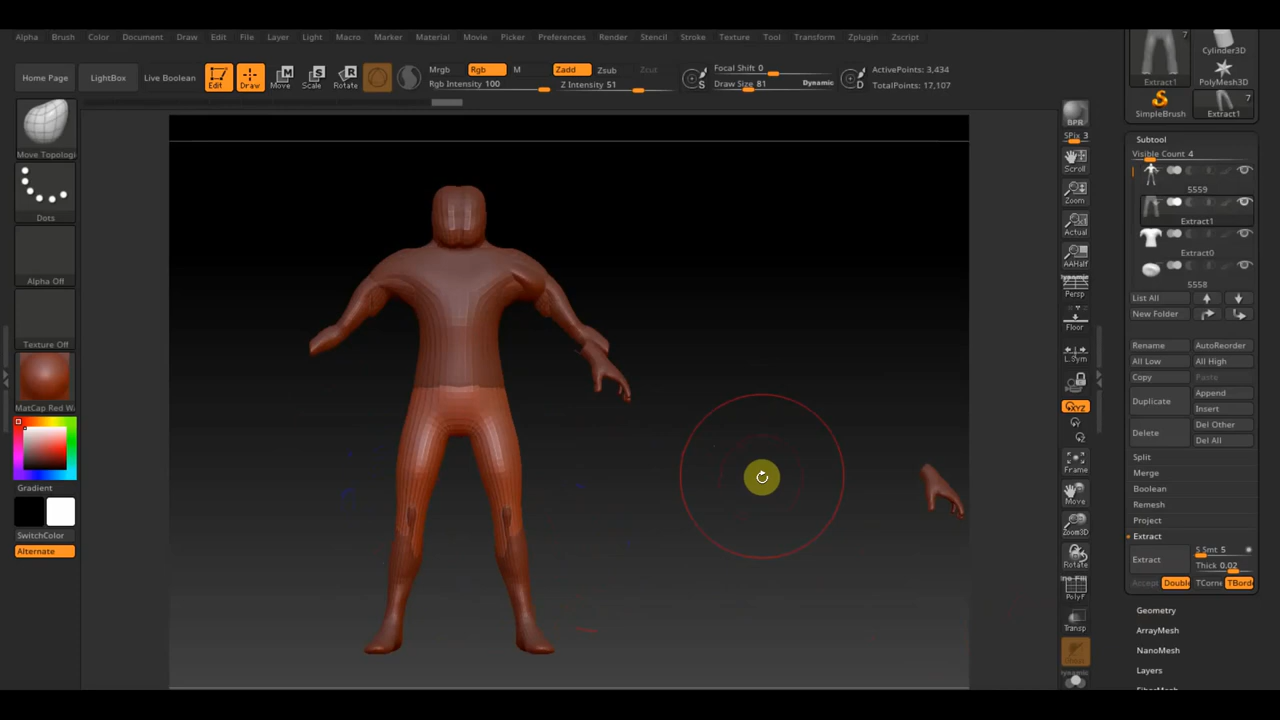 Alpha Brush Color Document Draw Edit File Layer Light Macro Marker Material Movie Picker Preferences Render Stencil Stroke Texture Tool Transform Zplugin Zscript
7
Extract1
Cylinder3D
PolyMesh3D
SimpleBrush
7
Extract1
Home Page
LightBox
Live Boolean
Edit
Draw
Move
Scale
Rotate
Mrgb
Rgb
M
Rgb Intensity 100
Zadd
Zsub
Zcut
Z Intensity 51
S
Focal Shift 0
Draw Size 81
Dynamic
D
ActivePoints: 3,434
TotalPoints: 17,107
Move Topologi
Dots
Alpha Off
Texture Off
MatCap Red W
Gradient
SwitchColor
Alternate
BPR
SPix 3
Scroll
Zoom
Actual
AAHalf
Dynamic
Persp
Floor
L.Sym
XYZ
Y
Z
Frame
Move
Zoom3D
Rotate
PolyF
Transp
Subtool
Visible Count 4
5559
Extract1
Extract0
5558
List All
New Folder
Rename
AutoReorder
All Low
All High
Copy
Paste
Duplicate
Append
Insert
Delete
Del Other
Del All
Split
Merge
Boolean
Remesh
Project
Extract
Extract
S Smt 5
Thick 0.02
Accept
Doubl
TCorne
TBorde
Geometry
ArrayMesh
NanoMesh
Layers